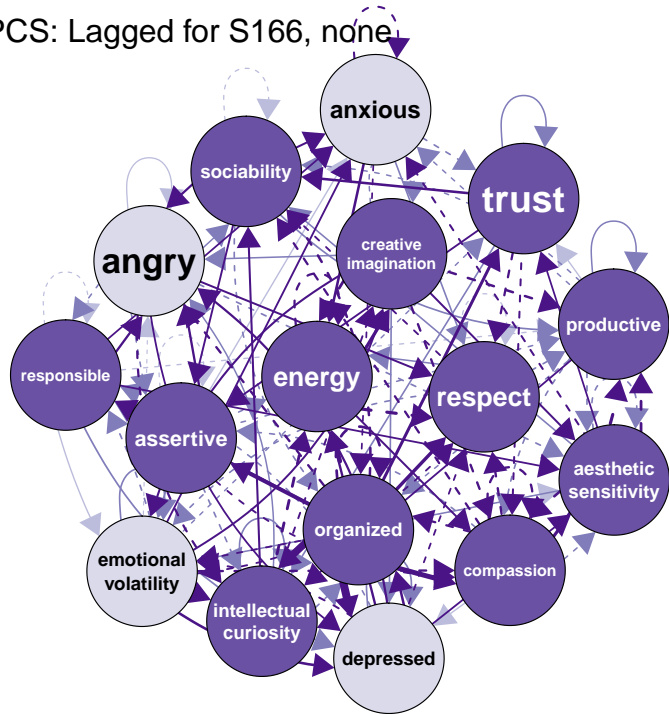 PCS: Lagged for S166, none
anxious
sociability
trust
angry
creative
imagination
productive
responsible
energy
respect
assertive
aesthetic
sensitivity
organized
emotional
volatility
compassion
intellectual
curiosity
depressed